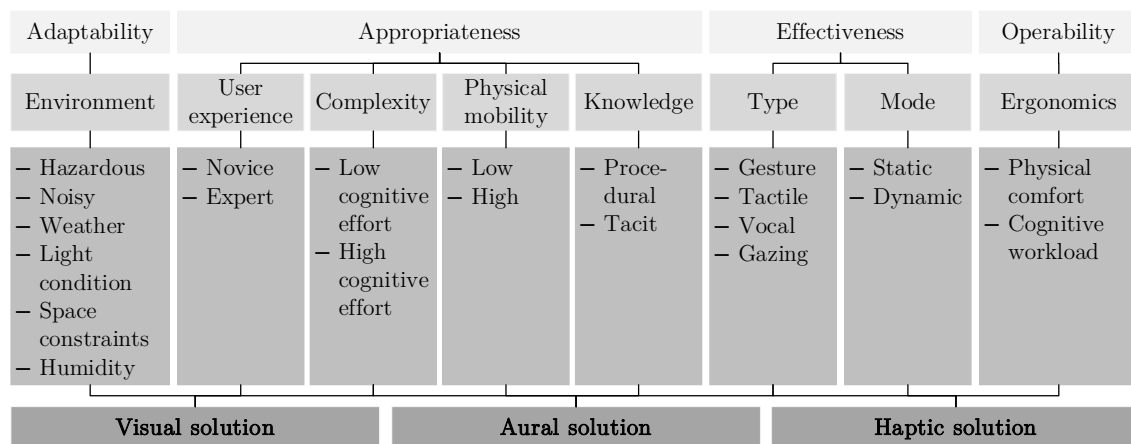 Adaptability
Appropriateness
Effectiveness
Operability
Environment
User
experience
Complexity
Physical
mobility
Knowledge
Type
Mode
Ergonomics
– Hazardous
– Noisy
– Weather
– Light
condition
– Space
constraints
– Humidity
– Novice
– Expert
– Low
cognitive
effort
– High
cognitive
effort
– Low
– High
– Proce-
dural
– Tacit
– Gesture
– Tactile
– Vocal
– Gazing
– Static
– Dynamic
– Physical
comfort
– Cognitive
workload
Visual solution
Aural solution
Haptic solution